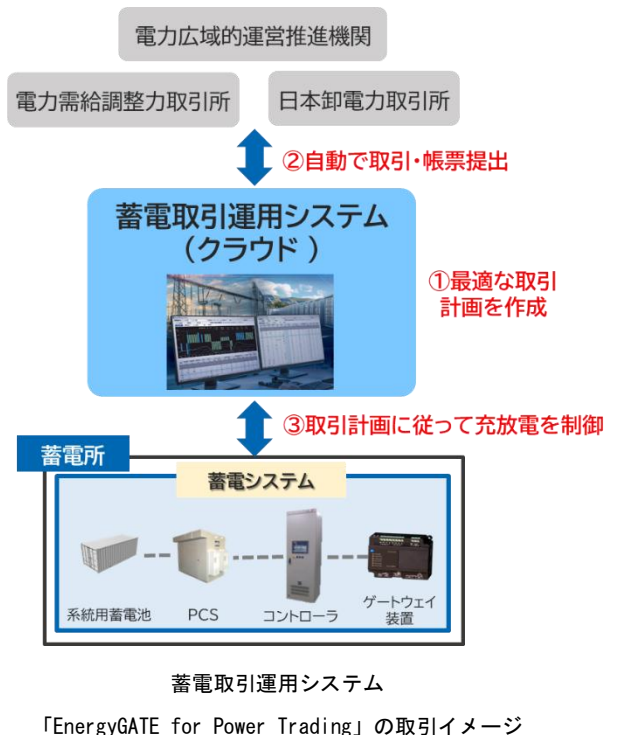 電力広域的運営推進機関
電力需給調整力取引所
日本卸電力取引所
②自動で取引・帳票提出
蓄電取引運用システム
（クラウド）
①最適な取引
計画を作成
③取引計画に従って充放電を制御
蓄電所
蓄電システム
系統用蓄電池
PCS
コントローラ
ゲートウェイ
装置
蓄電取引運用システム
「EnergyGATE for Power Trading」の取引イメージ